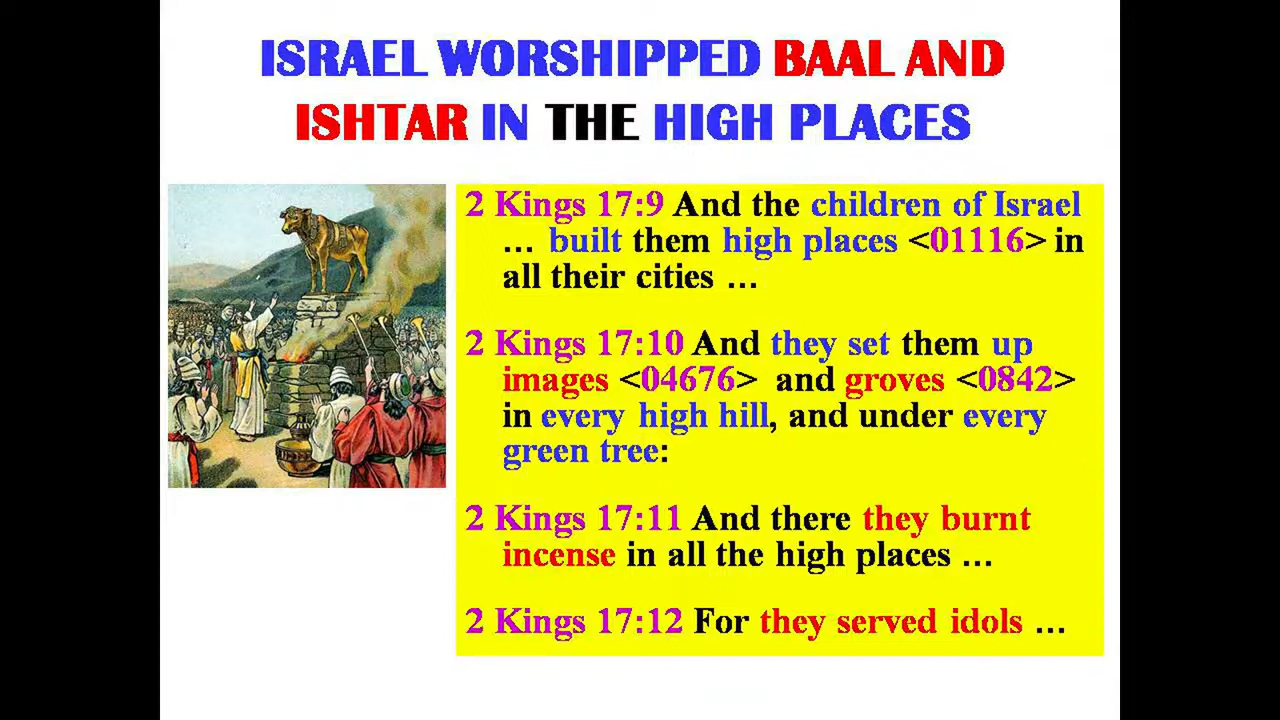 ISRAEL WORSHIPPED BAAL AND
ISHTAR IN THE HIGH PLACES
2 Kings 17:9 And the children of Israel
... built them high places <01116> in
all their cities ...
2 Kings 17:10 And they set them up
images <04676> and groves <0842>
in every high hill, and under every
green tree:
2 Kings 17:11 And there they burnt
incense in all the high places ...
2 Kings 17:12 For they served idols ...